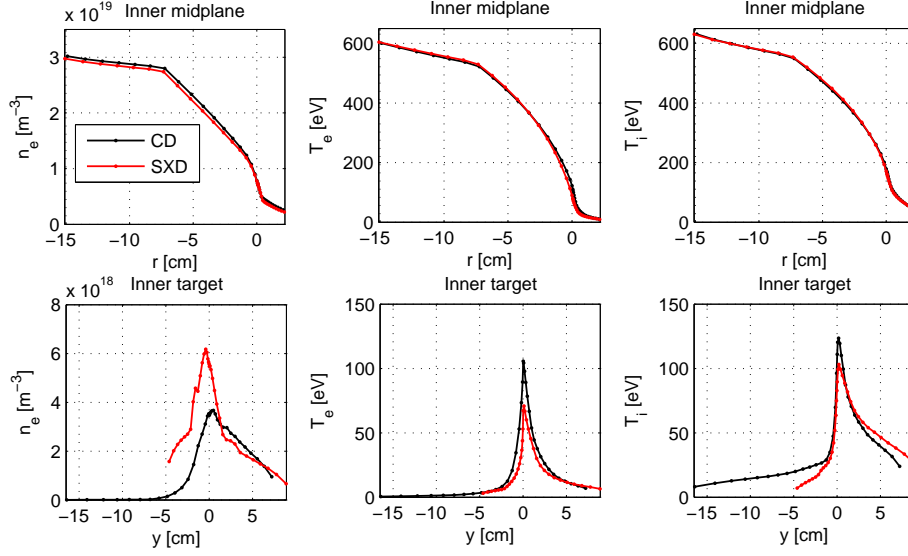 Inner midplane
x 10^19
n_e [m^−3]
3
2
1
0
−15 −10 −5 0
r [cm]
CD
SXD
Inner midplane
T_e [eV]
600
400
200
0
−15 −10 −5 0
r [cm]
Inner midplane
T_i [eV]
600
400
200
0
−15 −10 −5 0
r [cm]
Inner target
x 10^18
n_e [m^−3]
8
6
4
2
0
−15 −10 −5 0 5
y [cm]
Inner target
T_e [eV]
150
100
50
0
−15 −10 −5 0 5
y [cm]
Inner target
T_i [eV]
150
100
50
0
−15 −10 −5 0 5
y [cm]